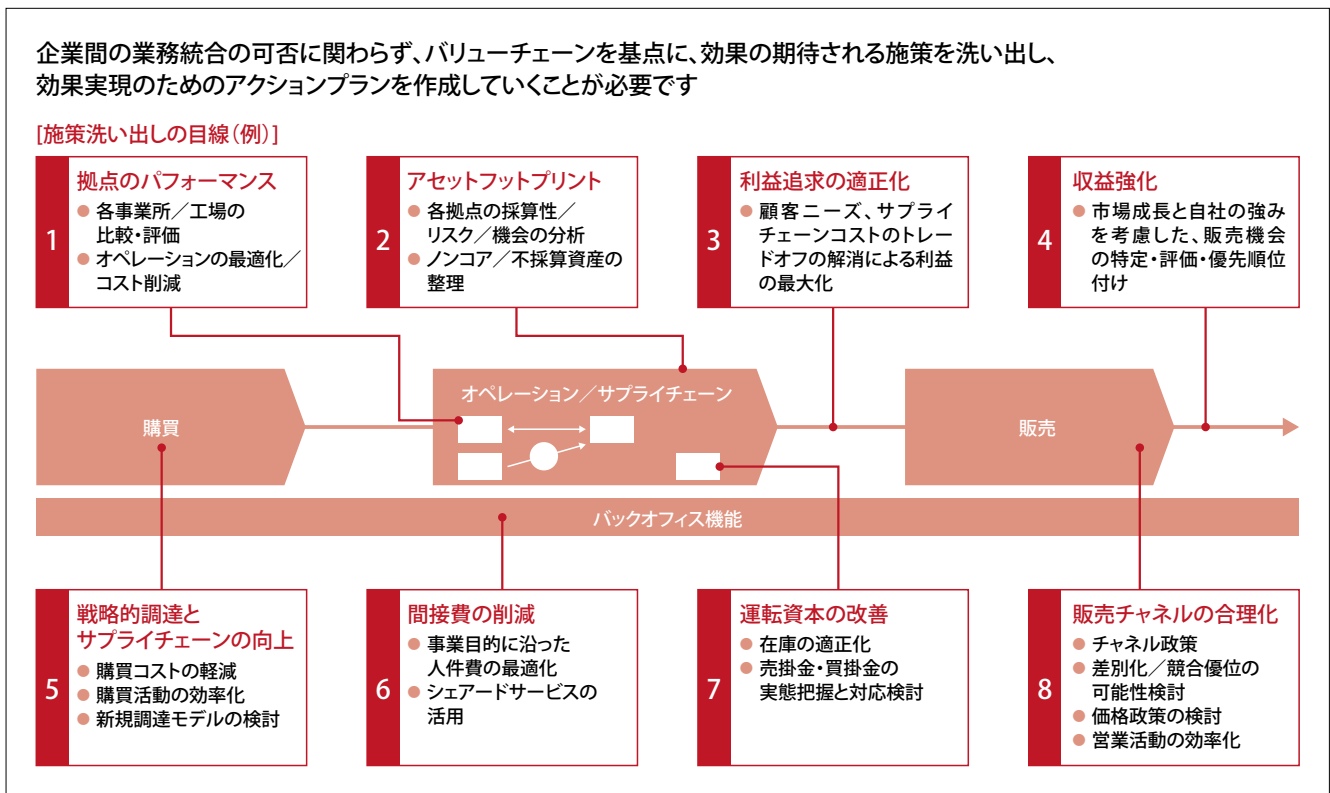 企業間の業務統合の可否に関わらず、バリューチェーンを基点に、効果の期待される施策を洗い出し、
効果実現のためのアクションプランを作成していくことが必要です
[施策洗い出しの目線（例）]
1
拠点のパフォーマンス
● 各事業所／工場の
比較・評価
● オペレーションの最適化／
コスト削減
2
アセットフットプリント
● 各拠点の採算性／
リスク／機会の分析
● ノンコア／不採算資産の
整理
3
利益追求の適正化
● 顧客ニーズ、サプライ
チェーンコストのトレー
ドオフの解消による利益
の最大化
4
収益強化
● 市場成長と自社の強み
を考慮した、販売機会
の特定・評価・優先順位
付け
購買
オペレーション／サプライチェーン
販売
バックオフィス機能
5
戦略的調達と
サプライチェーンの向上
● 購買コストの軽減
● 購買活動の効率化
● 新規調達モデルの検討
6
間接費の削減
● 事業目的に沿った
人件費の最適化
● シェアードサービスの
活用
7
運転資本の改善
● 在庫の適正化
● 売掛金・買掛金の
実態把握と対応検討
8
販売チャネルの合理化
● チャネル政策
● 差別化／競合優位の
可能性検討
● 価格政策の検討
● 営業活動の効率化